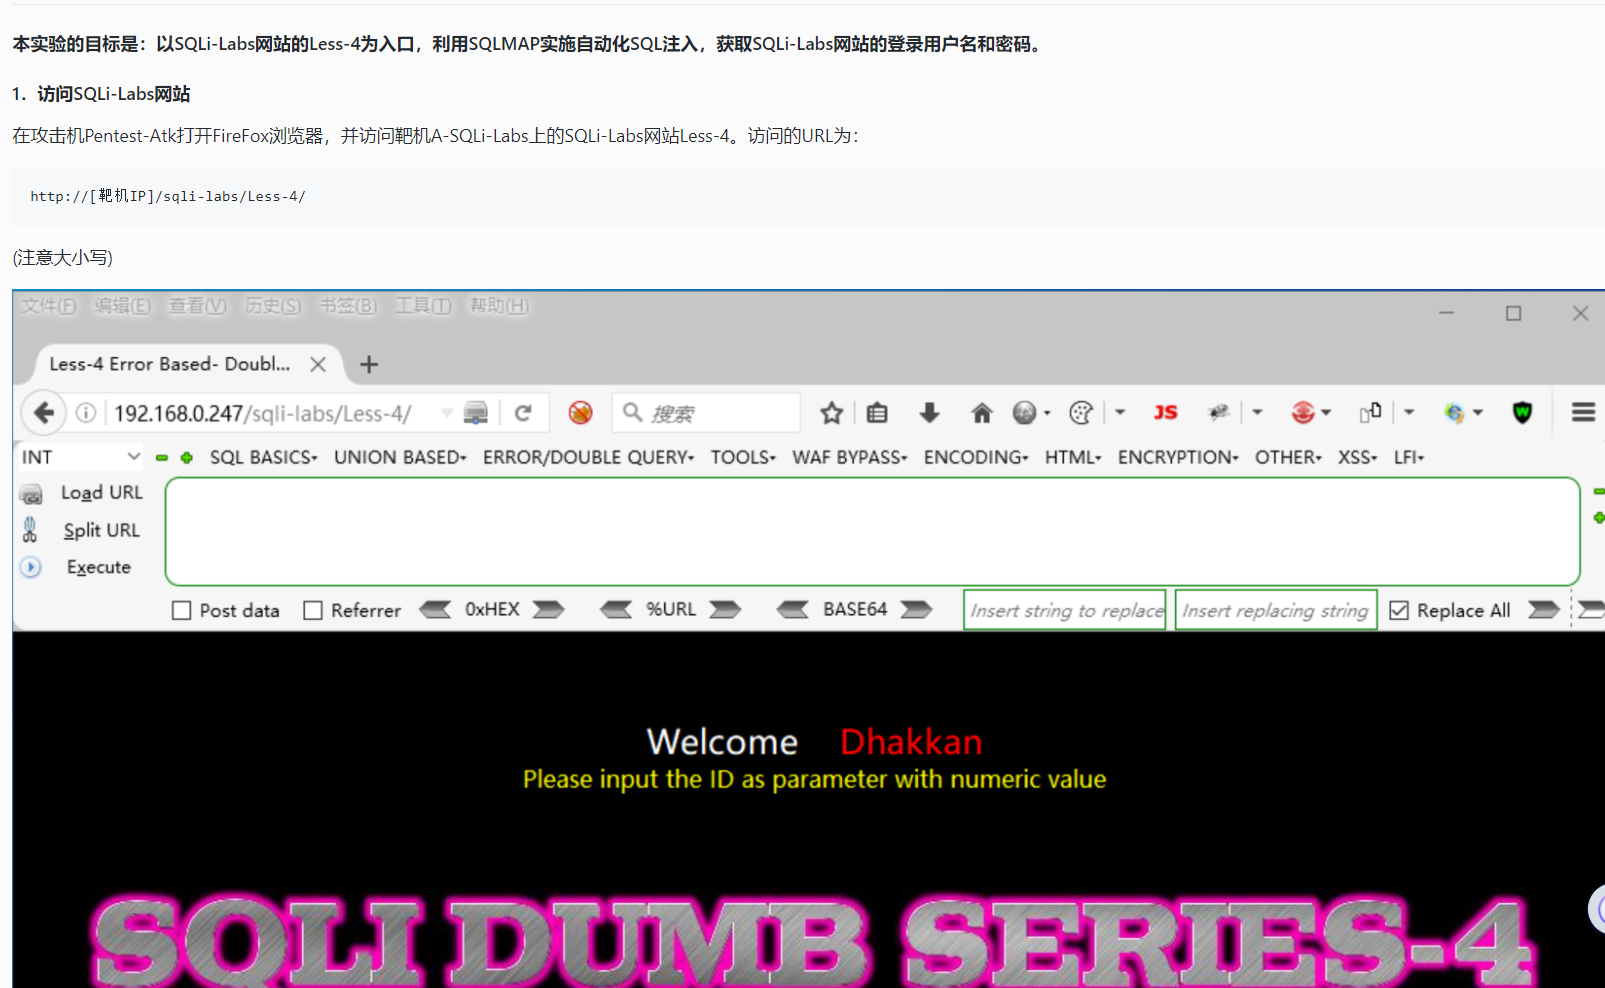 本实验的目标是：以SQLi-Labs网站的Less-4为入口，利用SQLMAP实施自动化SQL注入，获取SQLi-Labs网站的登录用户名和密码。
1. 访问SQLi-Labs网站
在攻击机Pentest-Atk打开FireFox浏览器，并访问靶机A-SQLi-Labs上的SQLi-Labs网站Less-4。访问的URL为：
http://[靶机IP]/sqli-labs/Less-4/
(注意大小写)
文件(F) 编辑(E) 查看(V) 历史(S) 书签(B) 工具(T) 帮助(H)
Less-4 Error Based- Doubl...
192.168.0.247/sqli-labs/Less-4/ 搜索 JS W
INT SQL BASICS UNION BASED ERROR/DOUBLE QUERY TOOLS WAF BYPASS ENCODING HTML ENCRYPTION OTHER XSS LFI
Load URL
Split URL
Execute
Post data Referrer 0xHEX %URL BASE64 Insert string to replace Insert replacing string Replace All
Welcome Dhakkan
Please input the ID as parameter with numeric value
SQLI DUMB SERIES-4